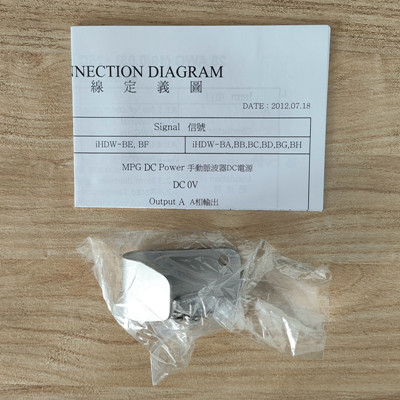 NNECTION DIAGRAM
線定義圖
DATE：2012.07.18
Signal 信號
iHDW-BE, BF iHDW-BA,BB,BC,BD,BG,BH
MPG DC Power 手動脈波器DC電源
DC 0V
Output A A相輸出